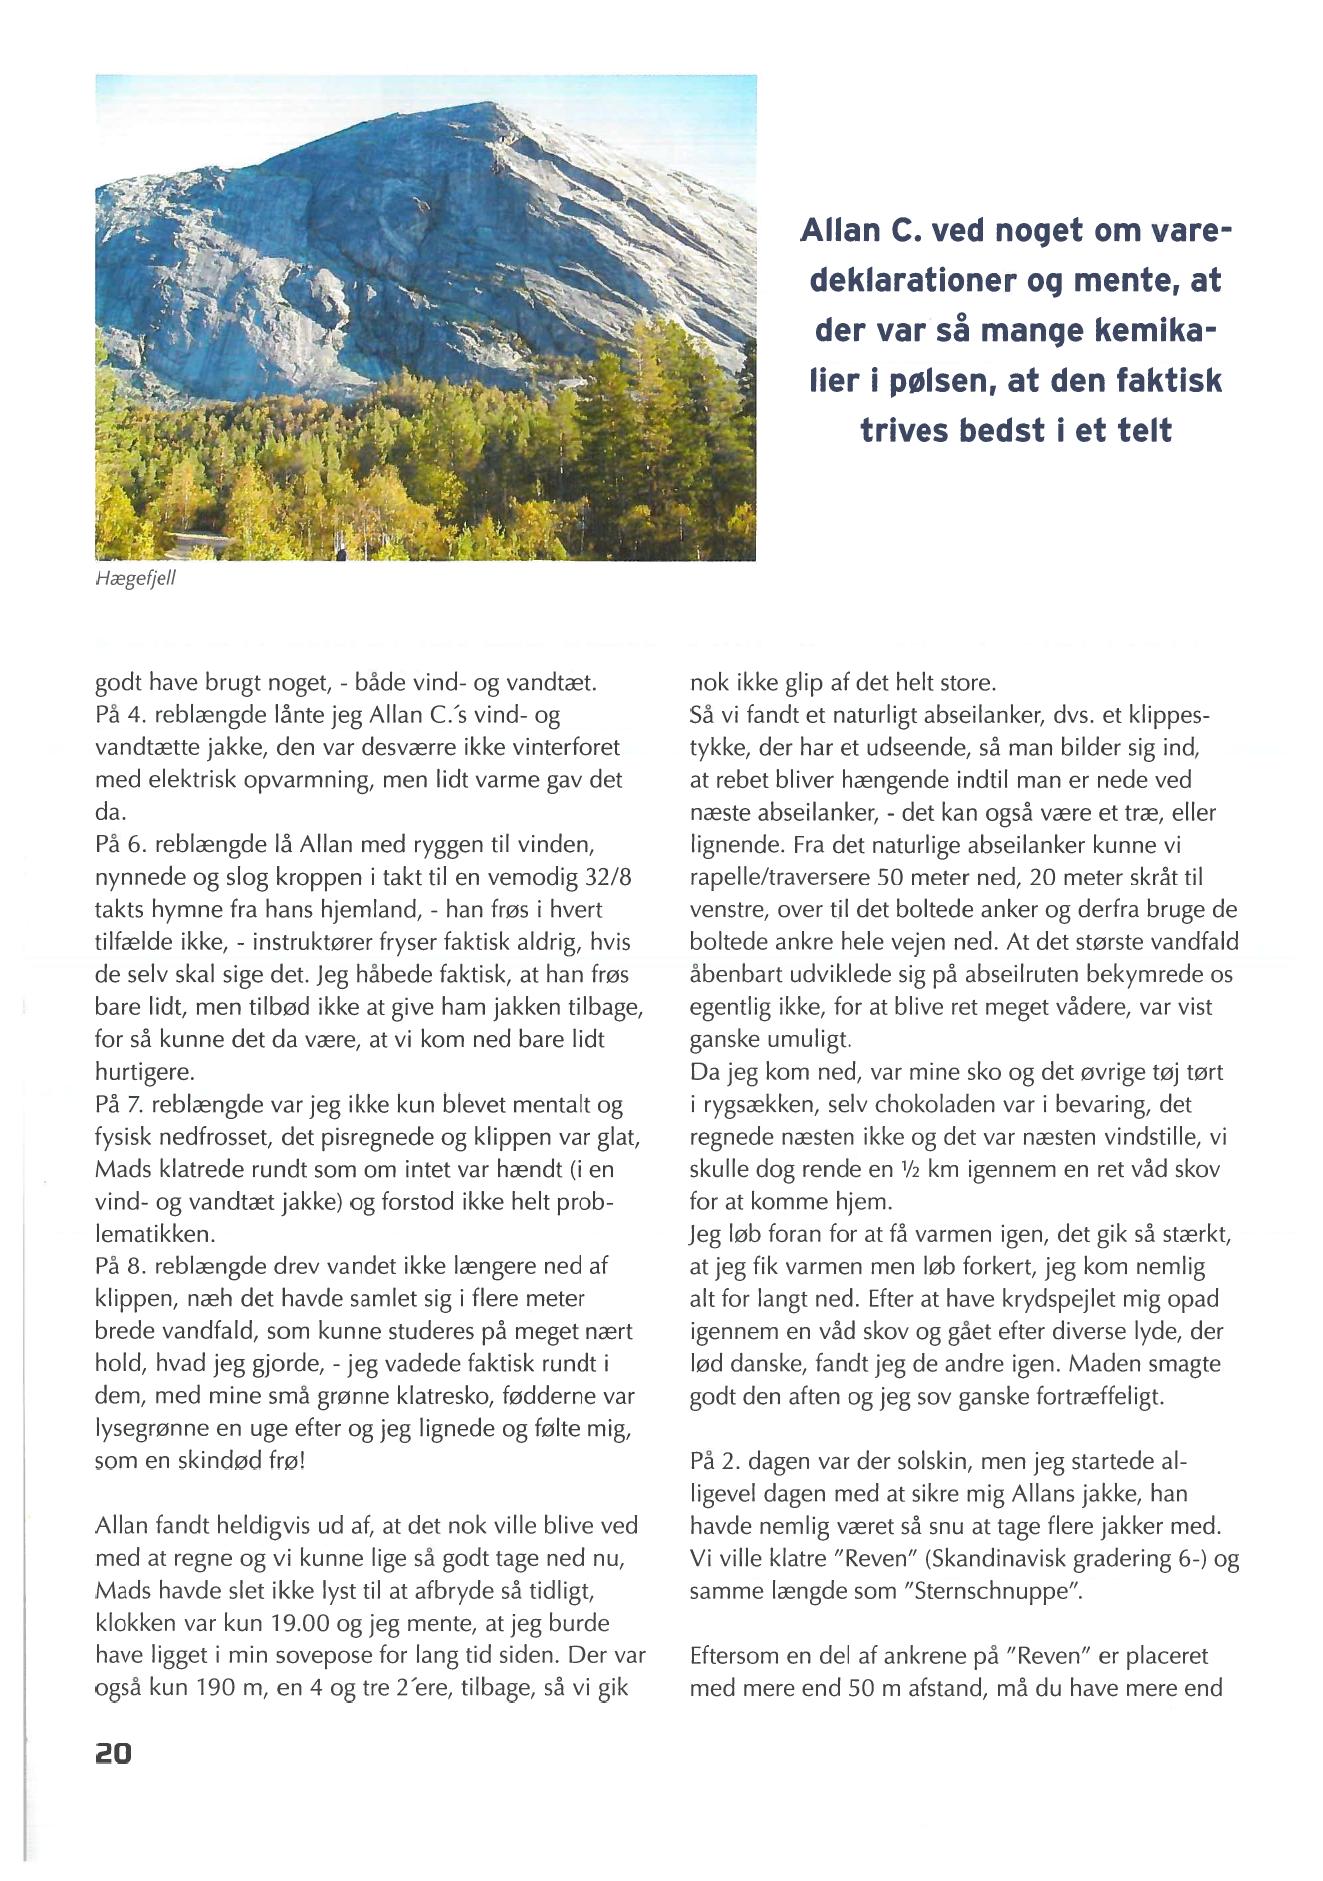 Allan C. ved noget om vare-
deklarationer og mente, at
der var så mange kemika-
lier i pølsen, at den faktisk
trives bedst i et telt
Hægefjell
godt have brugt noget, - både vind- og vandtæt.
På 4. reblængde lånte jeg Allan C.´s vind- og
vandtætte jakke, den var desværre ikke vinterforet
med elektrisk opvarmning, men lidt varme gav det
da.
På 6. reblængde lå Allan med ryggen til vinden,
nynnede og slog kroppen i takt til en vemodig 32/8
takts hymne fra hans hjemland, - han frøs i hvert
tilfælde ikke, - instruktører fryser faktisk aldrig, hvis
de selv skal sige det. Jeg håbede faktisk, at han frøs
bare lidt, men tilbød ikke at give ham jakken tilbage,
for så kunne det da være, at vi kom ned bare lidt
hurtigere.
På 7. reblængde var jeg ikke kun blevet mentalt og
fysisk nedfrosset, det pisregnede og klippen var glat,
Mads klatrede rundt som om intet var hændt (i en
vind- og vandtæt jakke) og forstod ikke helt prob-
lematikken.
På 8. reblængde drev vandet ikke længere ned af
klippen, næh det havde samlet sig i flere meter
brede vandfald, som kunne studeres på meget nært
hold, hvad jeg gjorde, - jeg vadede faktisk rundt i
dem, med mine små grønne klatresko, fødderne var
lysegrønne en uge efter og jeg lignede og følte mig,
som en skindød frø!
Allan fandt heldigvis ud af, at det nok ville blive ved
med at regne og vi kunne lige så godt tage ned nu,
Mads havde slet ikke lyst til at afbryde så tidligt,
klokken var kun 19.00 og jeg mente, at jeg burde
have ligget i min sovepose for lang tid siden. Der var
også kun 190 m, en 4 og tre 2´ere, tilbage, så vi gik
nok ikke glip af det helt store.
Så vi fandt et naturligt abseilanker, dvs. et klippes-
tykke, der har et udseende, så man bilder sig ind,
at rebet bliver hængende indtil man er nede ved
næste abseilanker, - det kan også være et træ, eller
lignende. Fra det naturlige abseilanker kunne vi
rapelle/traversere 50 meter ned, 20 meter skråt til
venstre, over til det boltede anker og derfra bruge de
boltede ankre hele vejen ned. At det største vandfald
åbenbart udviklede sig på abseilruten bekymrede os
egentlig ikke, for at blive ret meget vådere, var vist
ganske umuligt.
Da jeg kom ned, var mine sko og det øvrige tøj tørt
i rygsækken, selv chokoladen var i bevaring, det
regnede næsten ikke og det var næsten vindstille, vi
skulle dog rende en ½ km igennem en ret våd skov
for at komme hjem.
Jeg løb foran for at få varmen igen, det gik så stærkt,
at jeg fik varmen men løb forkert, jeg kom nemlig
alt for langt ned. Efter at have krydspejlet mig opad
igennem en våd skov og gået efter diverse lyde, der
lød danske, fandt jeg de andre igen. Maden smagte
godt den aften og jeg sov ganske fortræffeligt.
På 2. dagen var der solskin, men jeg startede al-
ligevel dagen med at sikre mig Allans jakke, han
havde nemlig været så snu at tage flere jakker med.
Vi ville klatre ”Reven” (Skandinavisk gradering 6-) og
samme længde som ”Sternschnuppe”.
Eftersom en del af ankrene på ”Reven” er placeret
med mere end 50 m afstand, må du have mere end
20